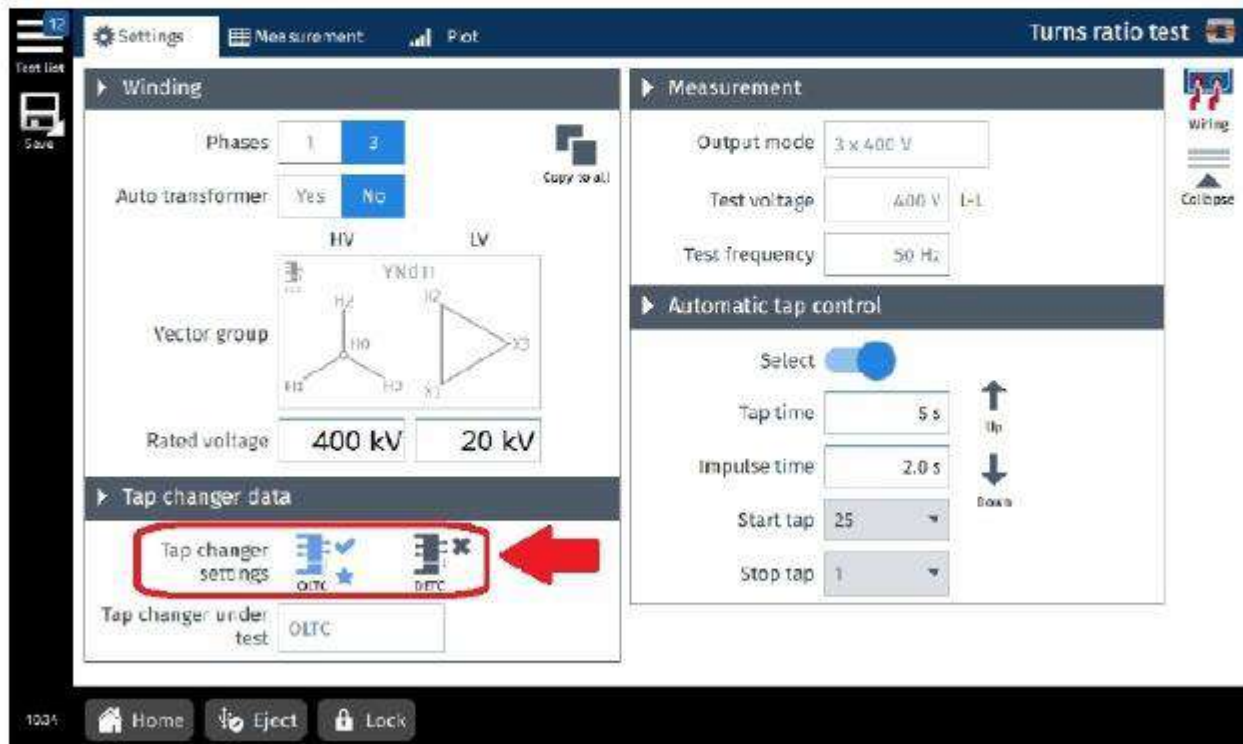 12
Test list
Save
Settings
Measurement
Plot
Turns ratio test
Winding
Phases 1 3
Copy to all
Auto transformer Yes No
HV LV
YNd11
H2
H0
X3
X1
Vector group
Rated voltage 400 kV 20 kV
Tap changer data
Tap changer settings
OLTC
DETC
Tap changer under test OLTC
Measurement
Output mode 3 x 400 V
Test voltage 400 V L-L
Test frequency 50 Hz
Automatic tap control
Select
Tap time 5 s
Up
Impulse time 2.0 s
Down
Start tap 25
Stop tap 1
Wiring
Collapse
Home
Eject
Lock